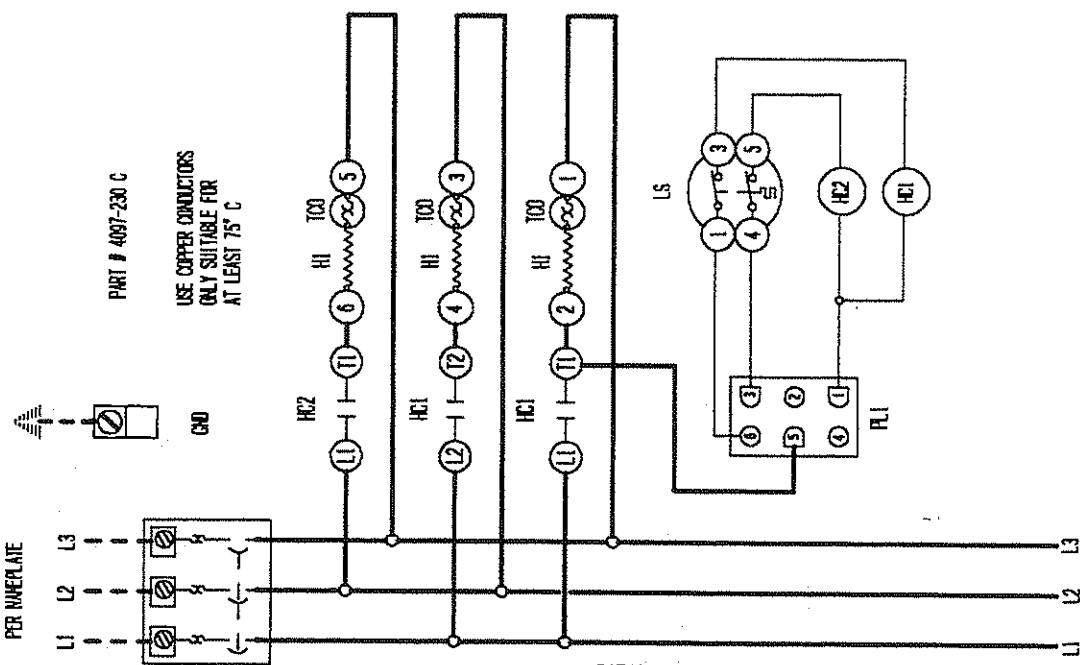 PER NAMEPLATE
L1 L2 L3
GND
PART # 4097-230 C
USE COPPER CONDUCTORS
ONLY SUITABLE FOR
AT LEAST 75° C
HC2 H1 TCO
L1 T1 6 5
HC1 H1 TCO
L2 T2 4 3
HC1 H1 TCO
L1 T1 2 1
LS
1 3
4 5
HC2
HC1
6 3
5 2
4 1
PL1
L1 L2 L3